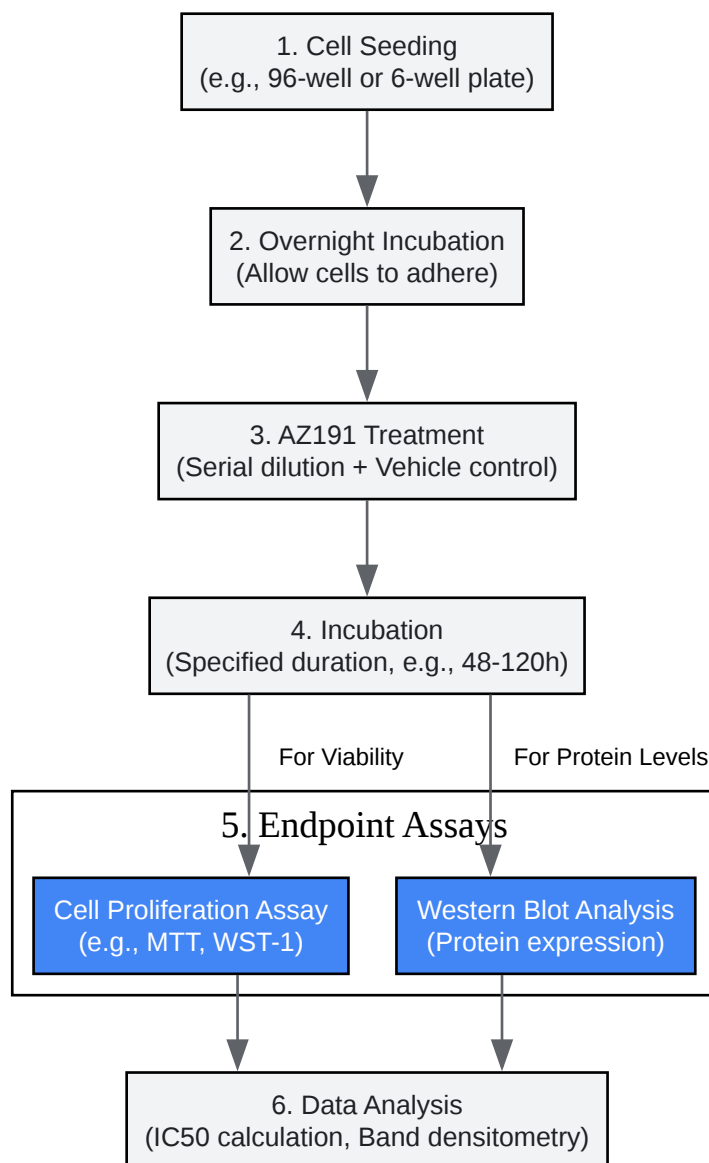 1. Cell Seeding
(e.g., 96-well or 6-well plate)
2. Overnight Incubation
(Allow cells to adhere)
3. AZ191 Treatment
(Serial dilution + Vehicle control)
4. Incubation
(Specified duration, e.g., 48-120h)
For Viability
For Protein Levels
5. Endpoint Assays
Cell Proliferation Assay
(e.g., MTT, WST-1)
Western Blot Analysis
(Protein expression)
6. Data Analysis
(IC50 calculation, Band densitometry)